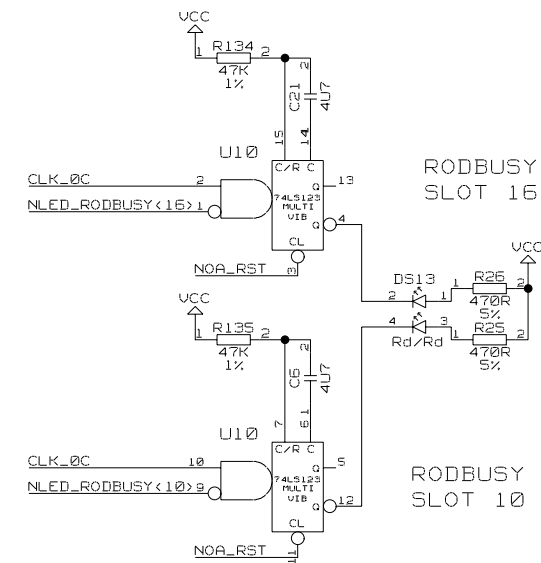 VCC
1 R134 2
47K
1%
C21 2
4U7
15 14 1
U10
C/R C
CLK_0C 2
Q 13
NLED_RODBUSY<16> 1
74LS123
MULTI
VIB
Q 4
CL
NOA_RST 3
RODBUSY
SLOT 16
VCC
DS13
2 1
1 R26 2
470R
5%
4 3
Rd/Rd
1 R25 2
470R
5%
VCC
1 R135 2
47K
1%
C6 2
4U7
7 6 1
U10
C/R C
CLK_0C 10
Q 5
NLED_RODBUSY<10> 9
74LS123
MULTI
VIB
Q 12
CL
NOA_RST 11
RODBUSY
SLOT 10